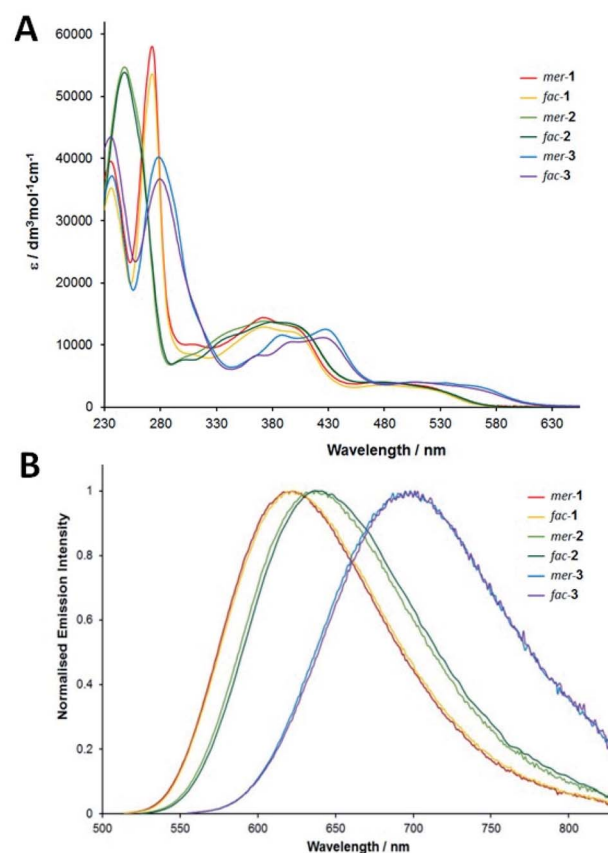 A
60000
50000
40000
30000
20000
10000
0
ε / dm³mol⁻¹cm⁻¹
230 280 330 380 430 480 530 580 630
Wavelength / nm
mer-1
fac-1
mer-2
fac-2
mer-3
fac-3
B
1
0.8
0.6
0.4
0.2
0
Normalised Emission Intensity
500 550 600 650 700 750 800
Wavelength / nm
mer-1
fac-1
mer-2
fac-2
mer-3
fac-3